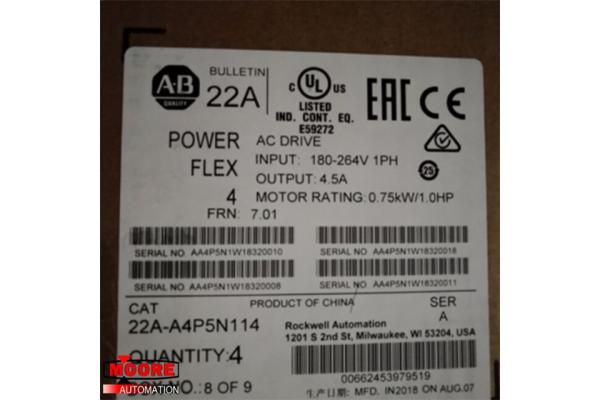 A-B
QUALITY
BULLETIN
22A
C UL US
LISTED
IND. CONT. EQ.
E59272
EAC CE
25
POWER
FLEX
4
FRN: 7.01
AC DRIVE
INPUT: 180-264V 1PH
OUTPUT: 4.5A
MOTOR RATING: 0.75kW/1.0HP
SERIAL NO AA4P5N1W18320010
SERIAL NO AA4P5N1W18320018
SERIAL NO AA4P5N1W18320008
SERIAL NO AA4P5N1W18320011
CAT
22A-A4P5N114
PRODUCT OF CHINA
SER
A
Rockwell Automation
1201 S 2nd St, Milwaukee, WI 53204, USA
QUANTITY: 4
BOX NO.: 8 OF 9
00662453979519
生产日期 MFD. IN2018 ON AUG.07
MOORE
AUTOMATION